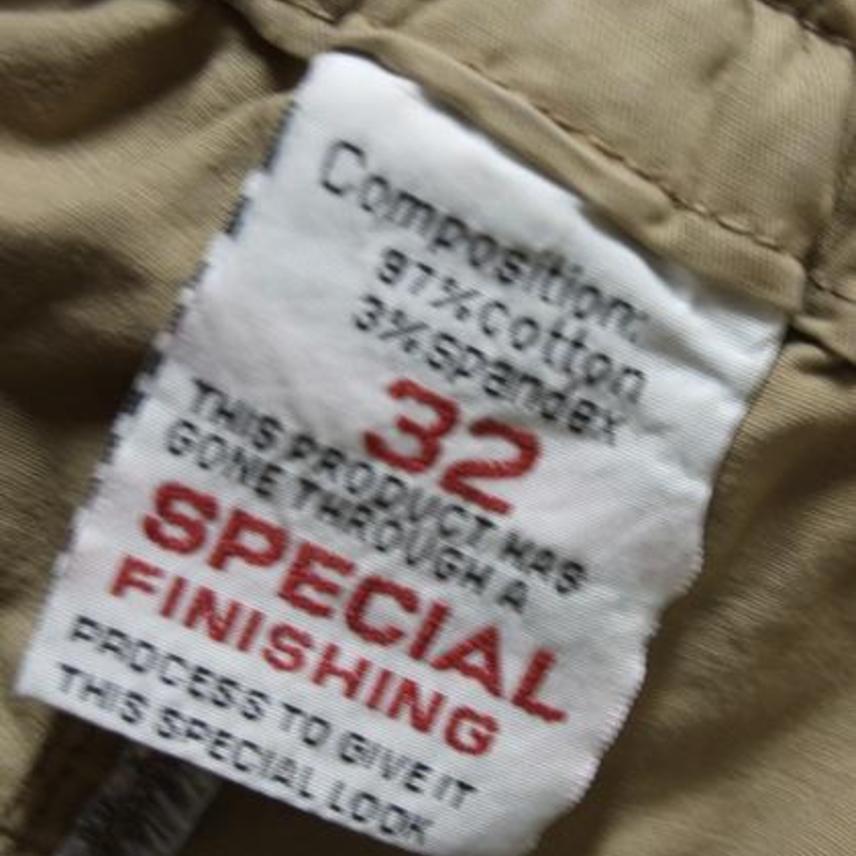 Composition:
97%cotton
3%spandex
32
THIS PRODUCT HAS
GONE THROUGH A
SPECIAL
FINISHING
PROCESS TO GIVE IT
THIS SPECIAL LOOK